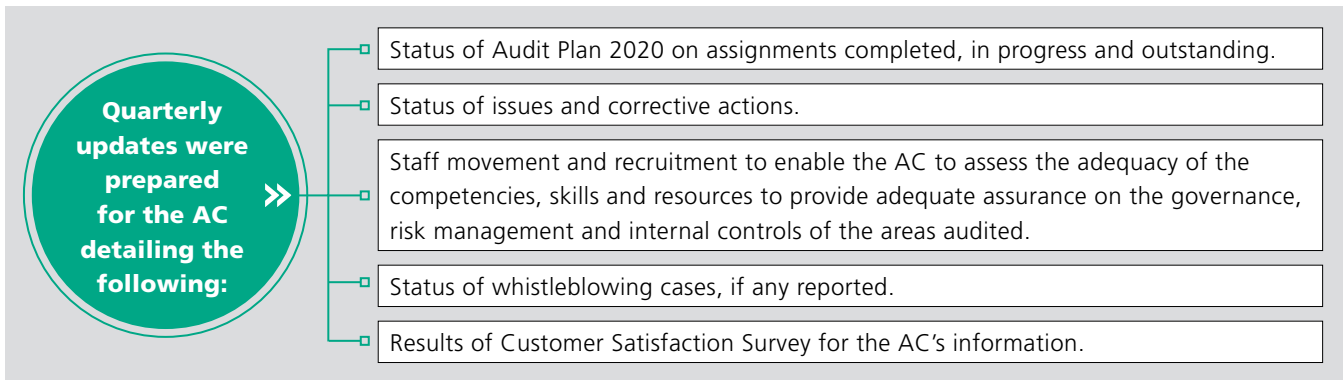 Quarterly
updates were
prepared
for the AC
detailing the
following:
Status of Audit Plan 2020 on assignments completed, in progress and outstanding.
Status of issues and corrective actions.
Staff movement and recruitment to enable the AC to assess the adequacy of the
competencies, skills and resources to provide adequate assurance on the governance,
risk management and internal controls of the areas audited.
Status of whistleblowing cases, if any reported.
Results of Customer Satisfaction Survey for the AC’s information.